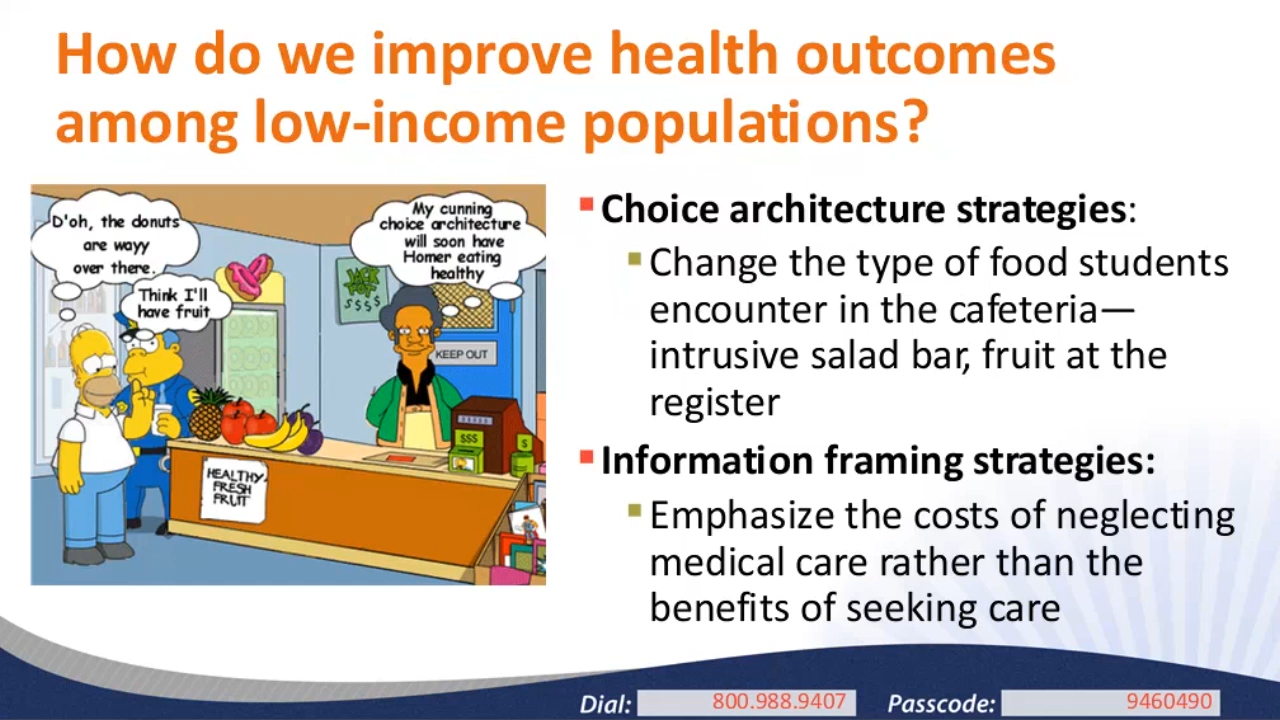 How do we improve health outcomes
among low-income populations?
D'oh, the donuts
are wayy
over there.
Think I'll
have fruit
My cunning
choice architecture
will soon have
Homer eating
healthy
JACK
POT
$$$$
KEEP OUT
$$$
$
HEALTHY
FRESH
FRUIT
Choice architecture strategies:
Change the type of food students
encounter in the cafeteria—
intrusive salad bar, fruit at the
register
Information framing strategies:
Emphasize the costs of neglecting
medical care rather than the
benefits of seeking care
Dial: 800.988.9407 Passcode: 9460490